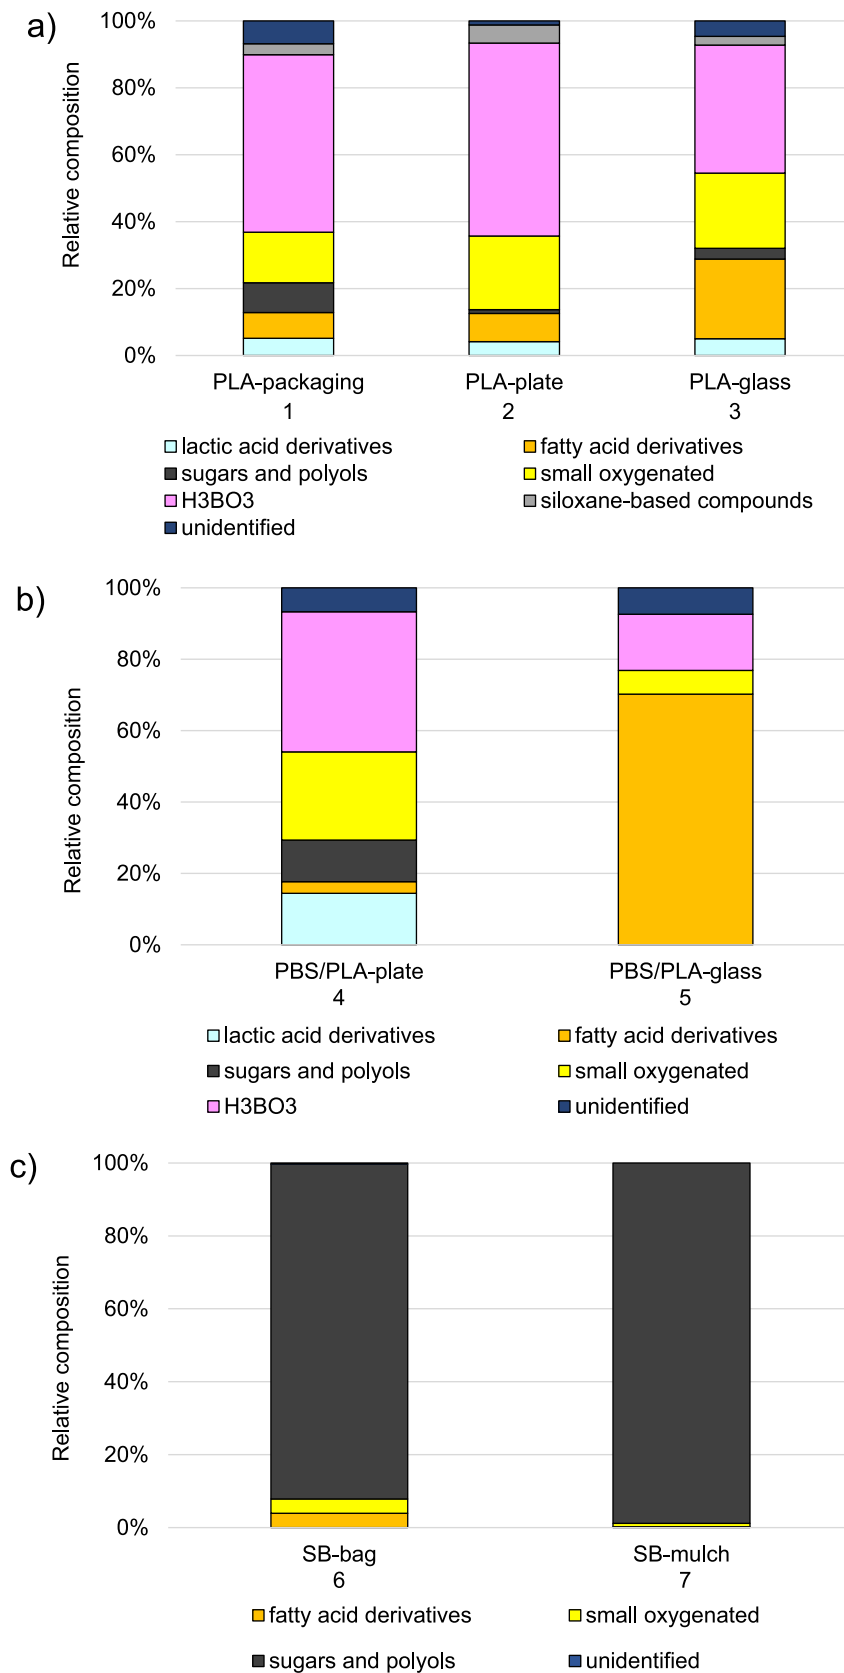 a)
Relative composition
100%
80%
60%
40%
20%
0%
PLA-packaging PLA-plate PLA-glass
1 2 3
lactic acid derivatives fatty acid derivatives
sugars and polyols small oxygenated
H3BO3 siloxane-based compounds
unidentified
b)
Relative composition
100%
80%
60%
40%
20%
0%
PBS/PLA-plate PBS/PLA-glass
4 5
lactic acid derivatives fatty acid derivatives
sugars and polyols small oxygenated
H3BO3 unidentified
c)
Relative composition
100%
80%
60%
40%
20%
0%
SB-bag SB-mulch
6 7
fatty acid derivatives small oxygenated
sugars and polyols unidentified